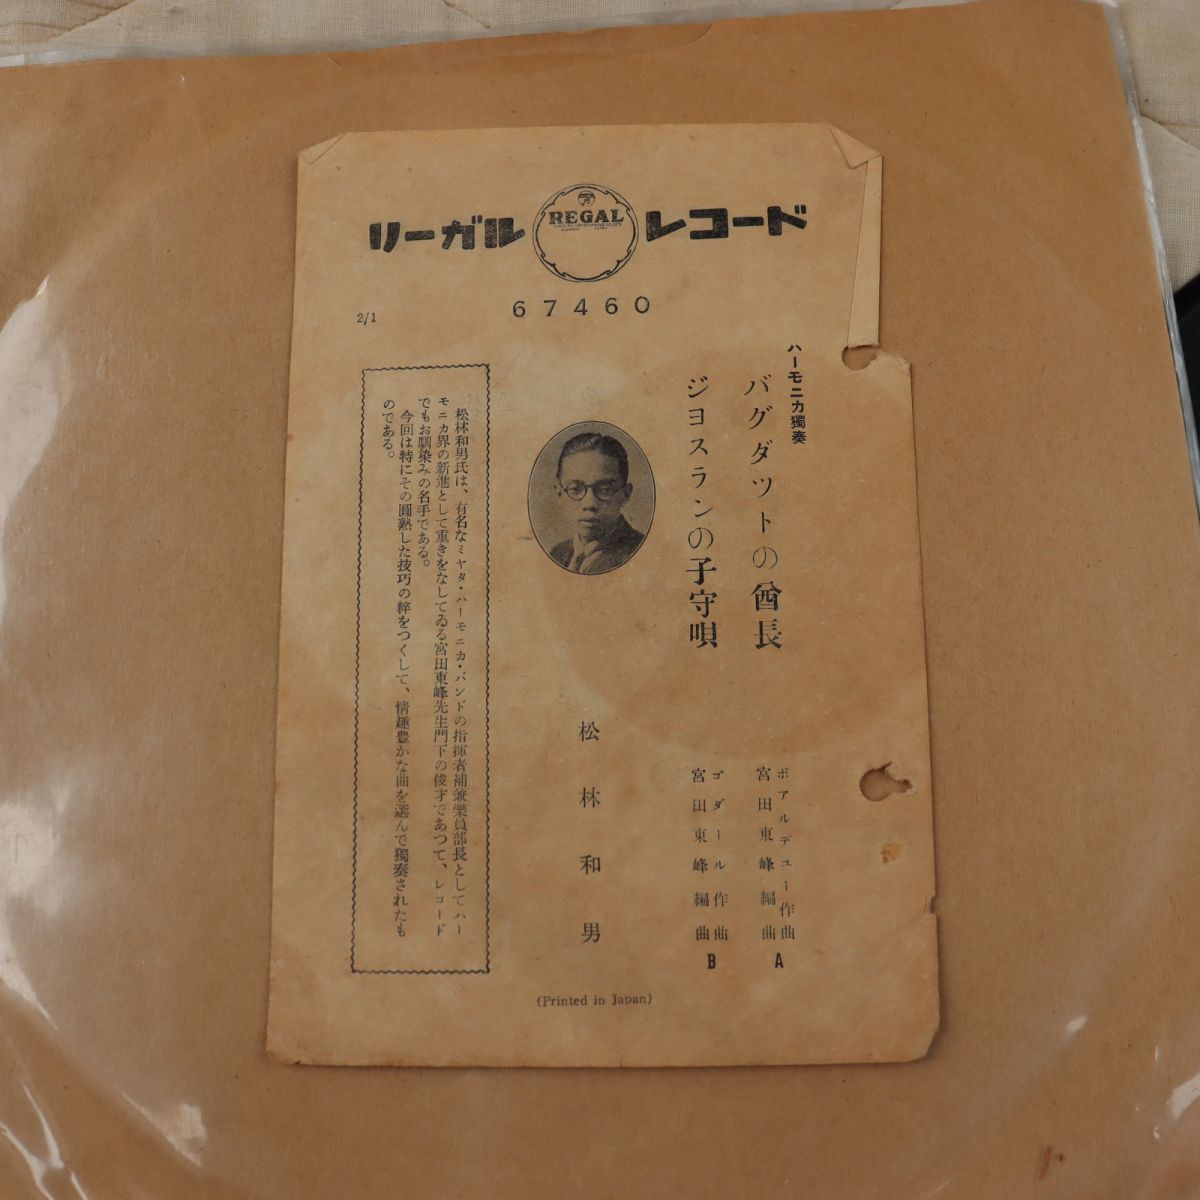 リーガル REGAL レコード
67460
2/1
ハーモニカ獨奏
バグダツトの酋長
ボアルデュー作曲
宮田東峰編曲 A
ジヨスランの子守唄
ゴダール作曲
宮田東峰編曲 B
松林和男
松林和男氏は、有名なミヤタ・ハーモニカ・バンドの指揮者補兼樂員部長としてハー
モニカ界の新進として重きをなしてゐる宮田東峰先生門下の俊才であつて、レコード
でもお馴染みの名手である。
今回は特にその圓熟した技巧の粹をつくして、情趣豊かな曲を選んで獨奏されたも
のである。
(Printed in Japan)